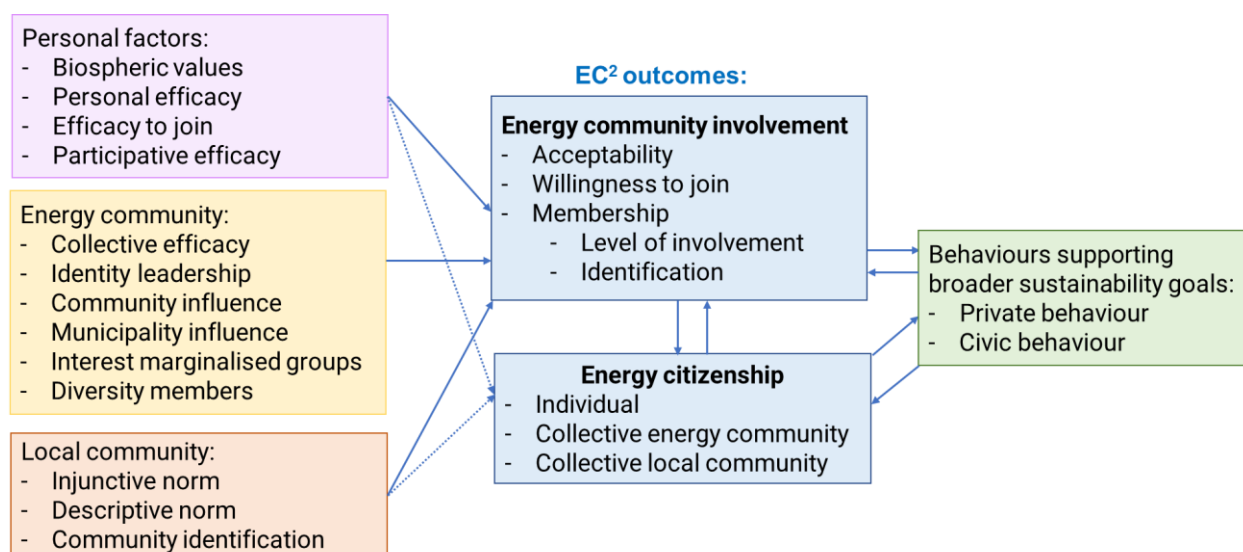 Personal factors:
- Biospheric values
- Personal efficacy
- Efficacy to join
- Participative efficacy
Energy community:
- Collective efficacy
- Identity leadership
- Community influence
- Municipality influence
- Interest marginalised groups
- Diversity members
Local community:
- Injunctive norm
- Descriptive norm
- Community identification
EC² outcomes:
Energy community involvement
- Acceptability
- Willingness to join
- Membership
- Level of involvement
- Identification
Energy citizenship
- Individual
- Collective energy community
- Collective local community
Behaviours supporting
broader sustainability goals:
- Private behaviour
- Civic behaviour